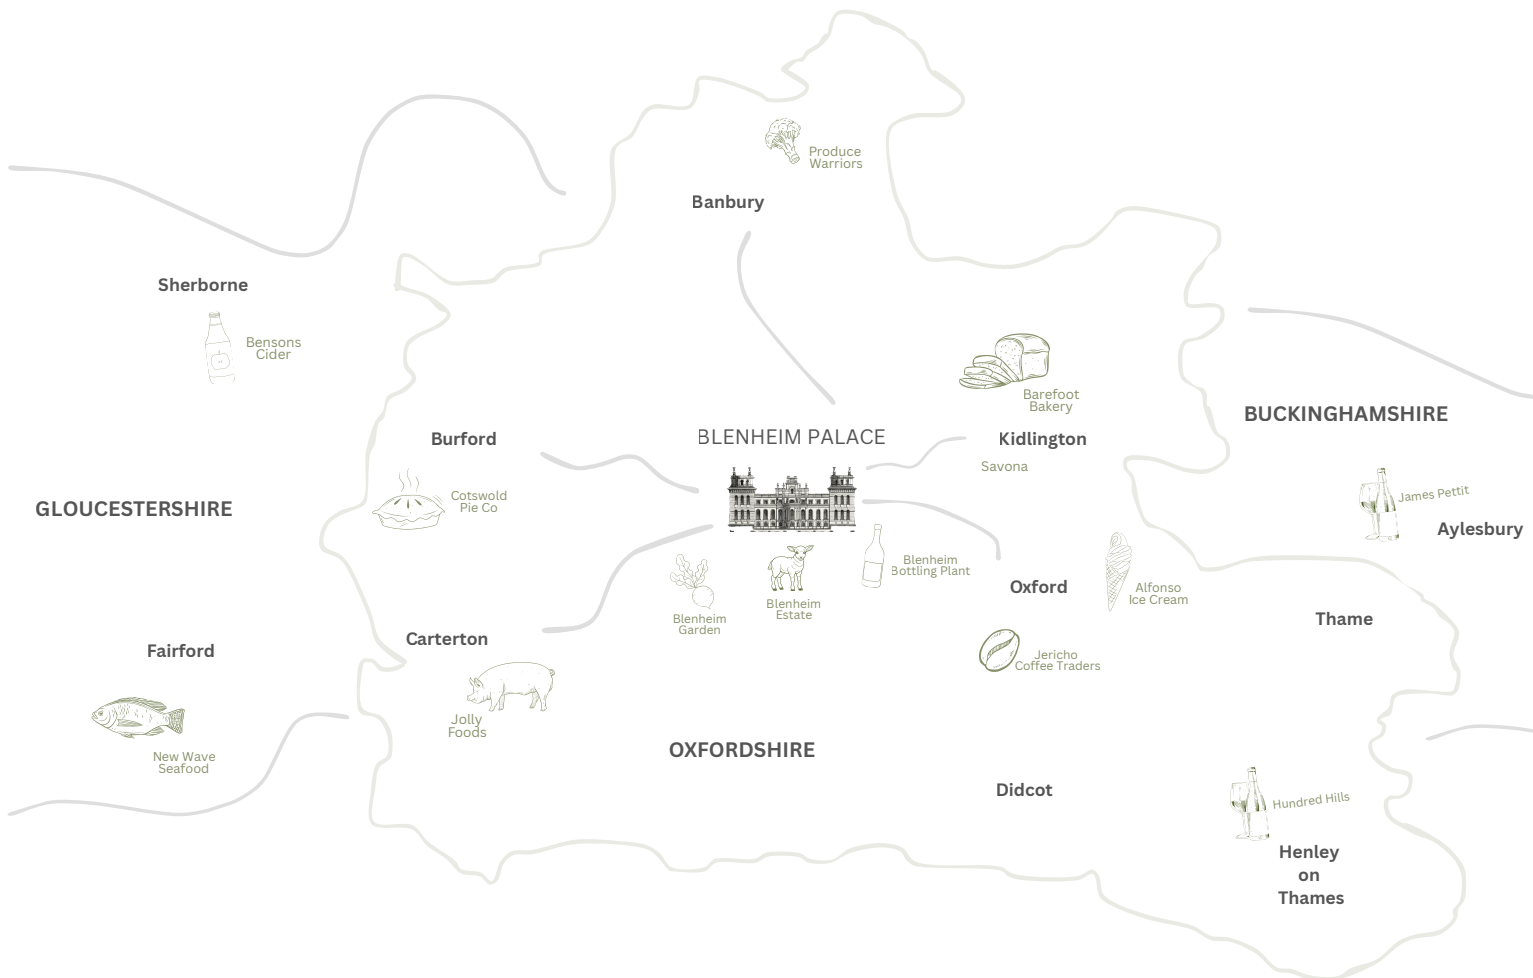 Produce
Warriors
Banbury
Sherborne
Bensons
Cider
Barefoot
Bakery
BUCKINGHAMSHIRE
BLENHEIM PALACE
Burford
Kidlington
Savona
Cotswold
Pie Co
James Pettit
GLOUCESTERSHIRE
Aylesbury
Blenheim
Bottling Plant
Oxford
Alfonso
Ice Cream
Blenheim
Estate
Blenheim
Garden
Thame
Carterton
Fairford
Jericho
Coffee Traders
Jolly
Foods
OXFORDSHIRE
New Wave
Seafood
Didcot
Hundred Hills
Henley
on
Thames